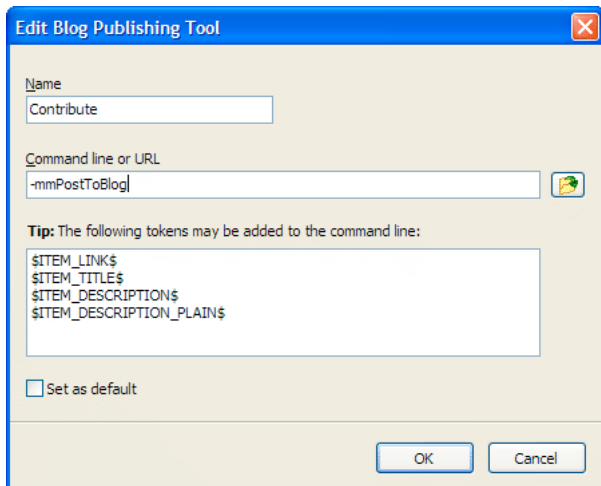 Edit Blog Publishing Tool
Name
Contribute
Command line or URL
-mmPostToBlog
Tip: The following tokens may be added to the command line:
$ITEM_LINK$
$ITEM_TITLE$
$ITEM_DESCRIPTION$
$ITEM_DESCRIPTION_PLAIN$
Set as default
OK Cancel